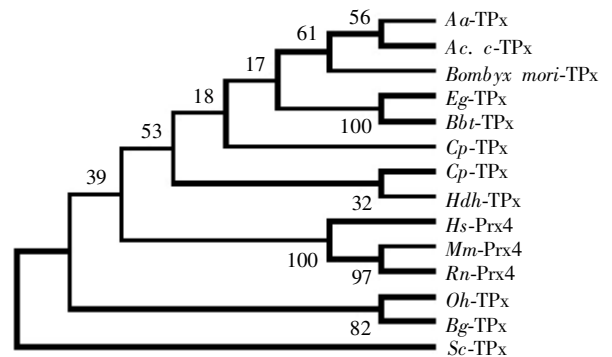 56
Aa-TPx
61
Ac. c-TPx
17
Bombyx mori-TPx
18
Eg-TPx
100
Bbt-TPx
53
Cp-TPx
39
Cp-TPx
32
Hdh-TPx
Hs-Prx4
100
Mm-Prx4
97
Rn-Prx4
Oh-TPx
82
Bg-TPx
Sc-TPx